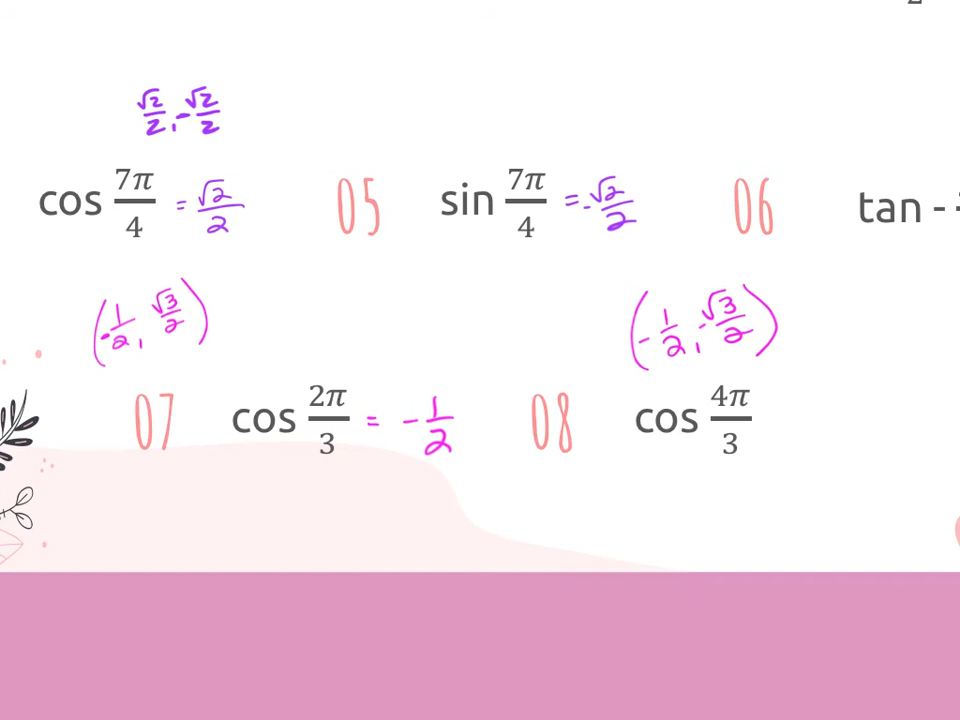 √2/2, -√2/2
cos 7π/4 = √2/2 05 sin 7π/4 = -√2/2 06 tan -
(-1/2, √3/2) (-1/2, -√3/2)
07 cos 2π/3 = -1/2 08 cos 4π/3